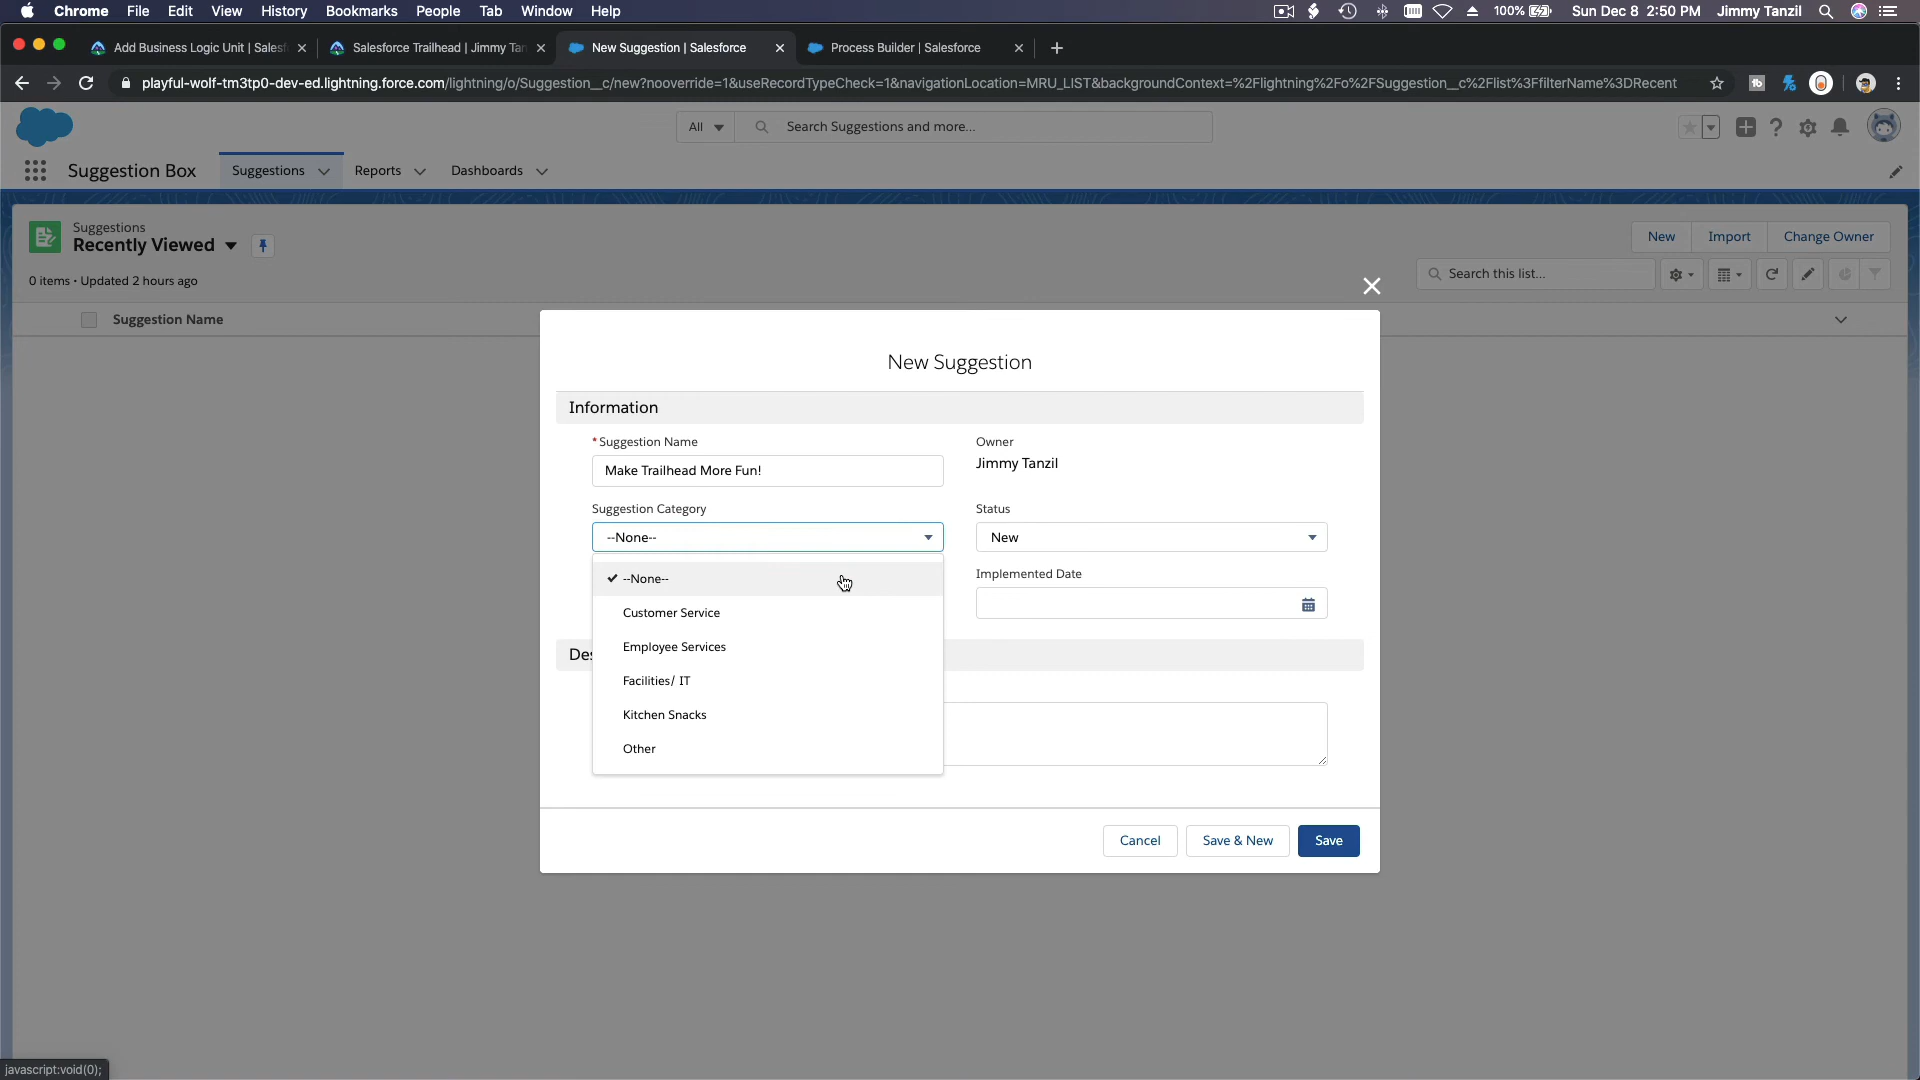 Chrome File Edit View History Bookmarks People Tab Window Help 100% Sun Dec 8 2:50 PM Jimmy Tanzil
Add Business Logic Unit | Salesf Salesforce Trailhead | Jimmy Tan New Suggestion | Salesforce Process Builder | Salesforce
playful-wolf-tm3tp0-dev-ed.lightning.force.com/lightning/o/Suggestion__c/new?nooverride=1&useRecordTypeCheck=1&navigationLocation=MRU_LIST&backgroundContext=%2Flightning%2Fo%2FSuggestion__c%2Flist%3FfilterName%3DRecent
All Search Suggestions and more...
Suggestion Box Suggestions Reports Dashboards
Suggestions
Recently Viewed
New Import Change Owner
0 items • Updated 2 hours ago
Search this list...
Suggestion Name
New Suggestion
Information
*Suggestion Name
Make Trailhead More Fun!
Owner
Jimmy Tanzil
Suggestion Category
--None--
Status
New
--None--
Customer Service
Employee Services
Facilities/ IT
Kitchen Snacks
Other
Implemented Date
Des
Cancel Save & New Save
javascript:void(0);